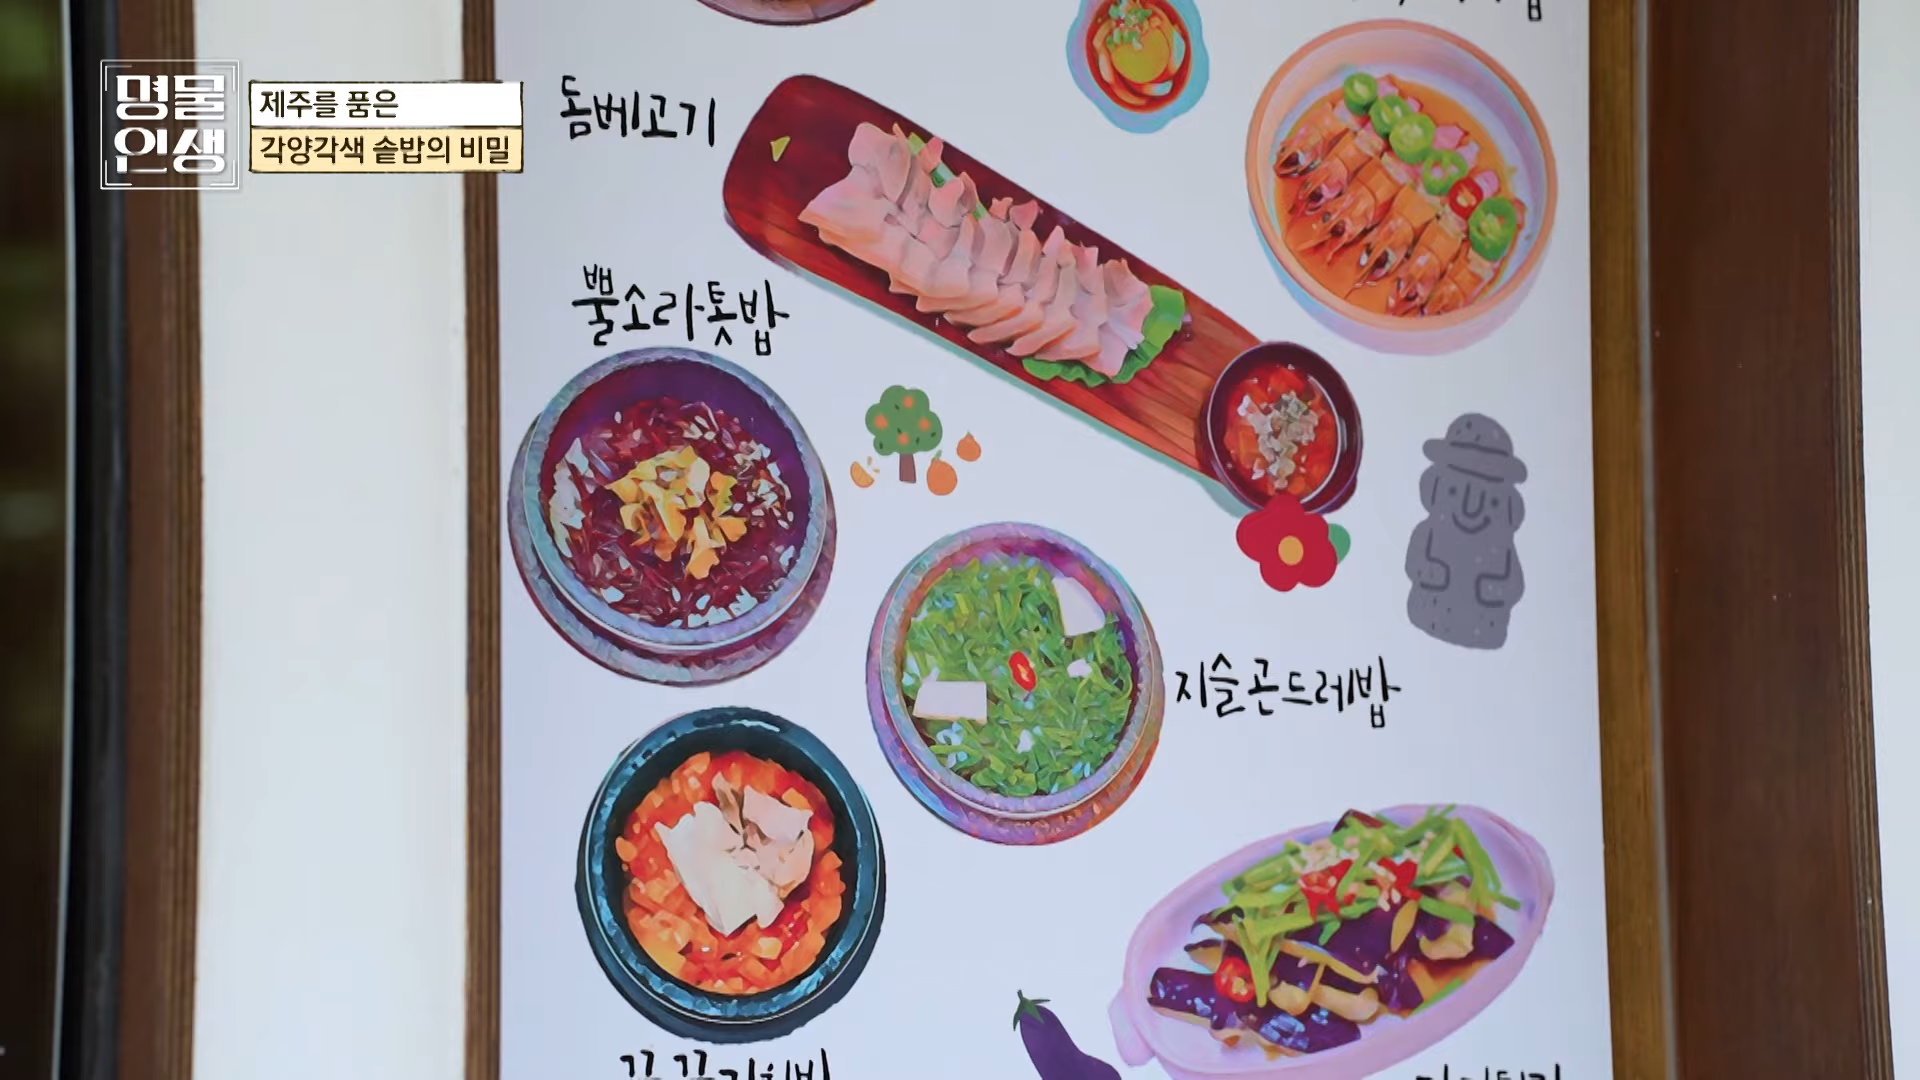 명물
인생
제주를 품은
각양각색 솥밥의 비밀
돔베고기
뿔소라톳밥
지슬곤드레밥